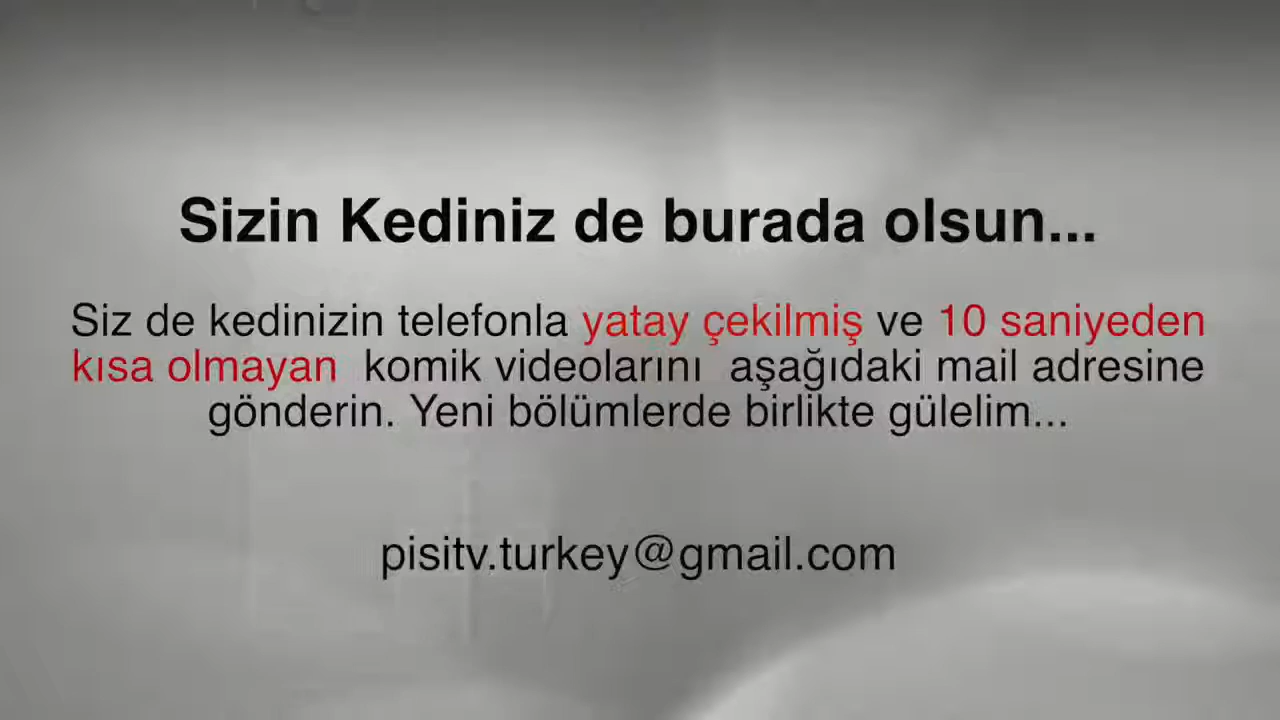 Sizin Kediniz de burada olsun...
Siz de kedinizin telefonla yatay çekilmiş ve 10 saniyeden
kısa olmayan komik videolarını aşağıdaki mail adresine
gönderin. Yeni bölümlerde birlikte gülelim...
pisitv.turkey@gmail.com